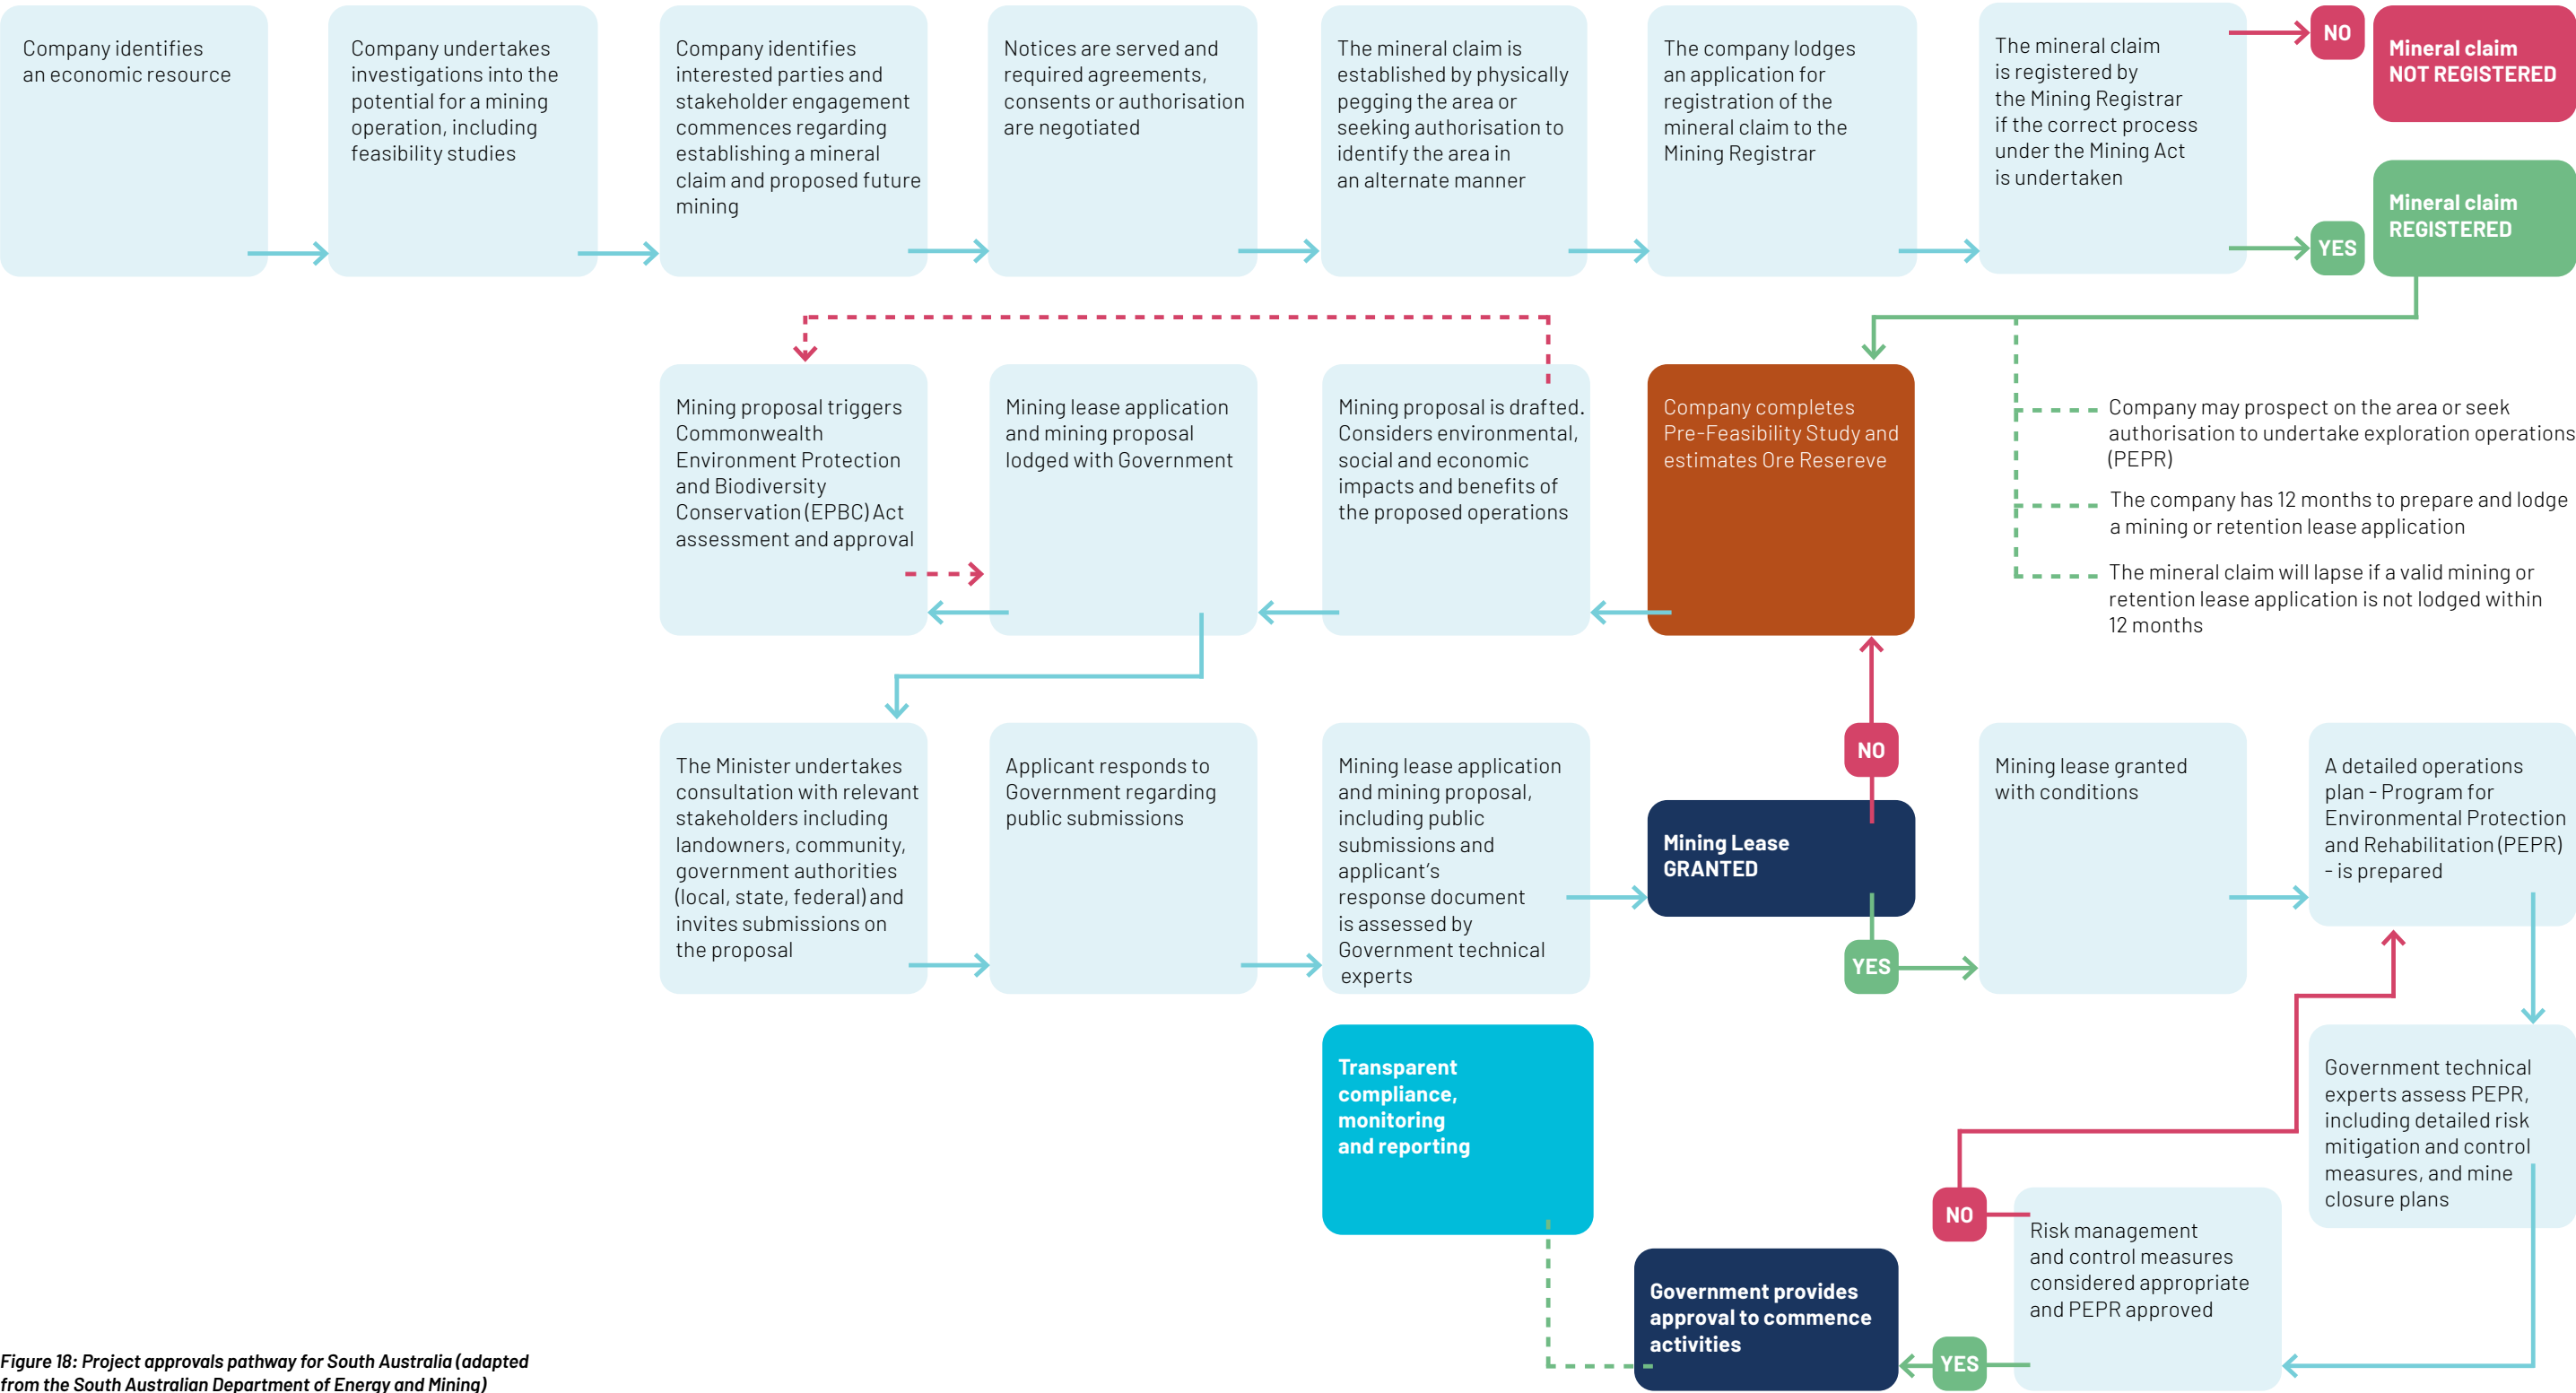 Company identifies
an economic resource
Company undertakes
investigations into the
potential for a mining
operation, including
feasibility studies
Company identifies
interested parties and
stakeholder engagement
commences regarding
establishing a mineral
claim and proposed future
mining
Notices are served and
required agreements,
consents or authorisation
are negotiated
The mineral claim is
established by physically
pegging the area or
seeking authorisation to
identify the area in
an alternate manner
The company lodges
an application for
registration of the
mineral claim to the
Mining Registrar
The mineral claim
is registered by
the Mining Registrar
if the correct process
under the Mining Act
is undertaken
NO
Mineral claim
NOT REGISTERED
YES
Mineral claim
REGISTERED
Mining proposal triggers
Commonwealth
Environment Protection
and Biodiversity
Conservation (EPBC) Act
assessment and approval
Mining lease application
and mining proposal
lodged with Government
Mining proposal is drafted.
Considers environmental,
social and economic
impacts and benefits of
the proposed operations
Company completes
Pre-Feasibility Study and
estimates Ore Resereve
Company may prospect on the area or seek
authorisation to undertake exploration operations
(PEPR)
The company has 12 months to prepare and lodge
a mining or retention lease application
The mineral claim will lapse if a valid mining or
retention lease application is not lodged within
12 months
The Minister undertakes
consultation with relevant
stakeholders including
landowners, community,
government authorities
(local, state, federal) and
invites submissions on
the proposal
Applicant responds to
Government regarding
public submissions
Mining lease application
and mining proposal,
including public
submissions and
applicant's
response document
is assessed by
Government technical
experts
NO
Mining Lease
GRANTED
YES
Mining lease granted
with conditions
A detailed operations
plan - Program for
Environmental Protection
and Rehabilitation (PEPR)
- is prepared
Transparent
compliance,
monitoring
and reporting
Government technical
experts assess PEPR,
including detailed risk
mitigation and control
measures, and mine
closure plans
NO
Risk management
and control measures
considered appropriate
and PEPR approved
YES
Government provides
approval to commence
activities
Figure 18: Project approvals pathway for South Australia (adapted
from the South Australian Department of Energy and Mining)